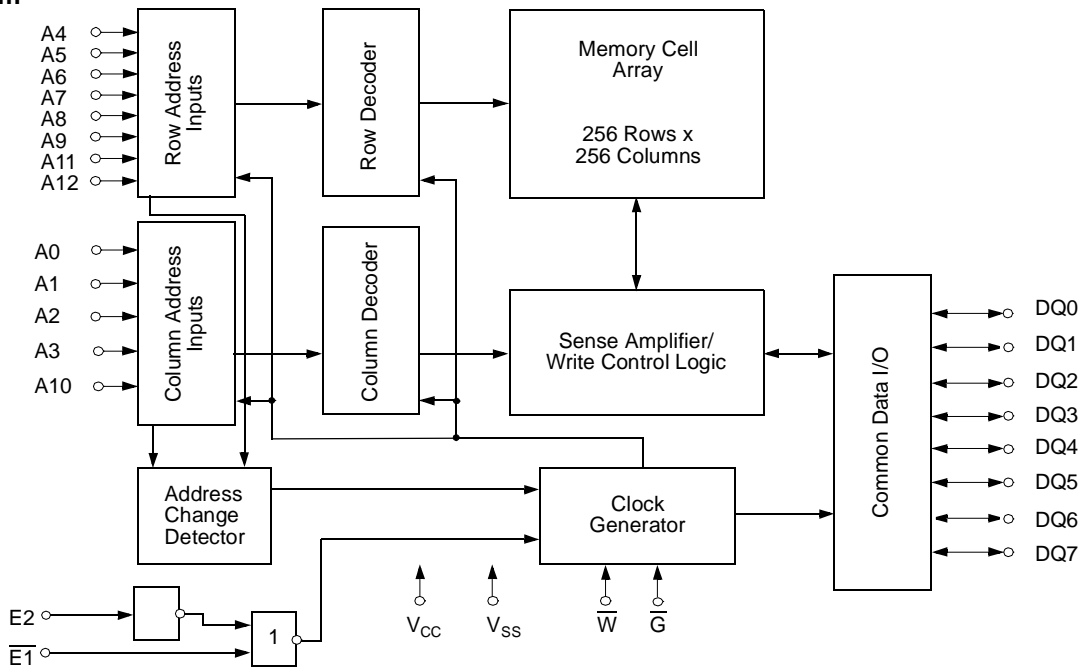 A4
A5
A6
A7
A8
A9
A11
A12
Row Address
Inputs
Row Decoder
Memory Cell
Array
256 Rows x
256 Columns
A0
A1
A2
A3
A10
Column Address
Inputs
Column Decoder
Sense Amplifier/
Write Control Logic
Common Data I/O
DQ0
DQ1
DQ2
DQ3
DQ4
DQ5
DQ6
DQ7
Address
Change
Detector
Clock
Generator
E2
E1
1
VCC
VSS
W
G